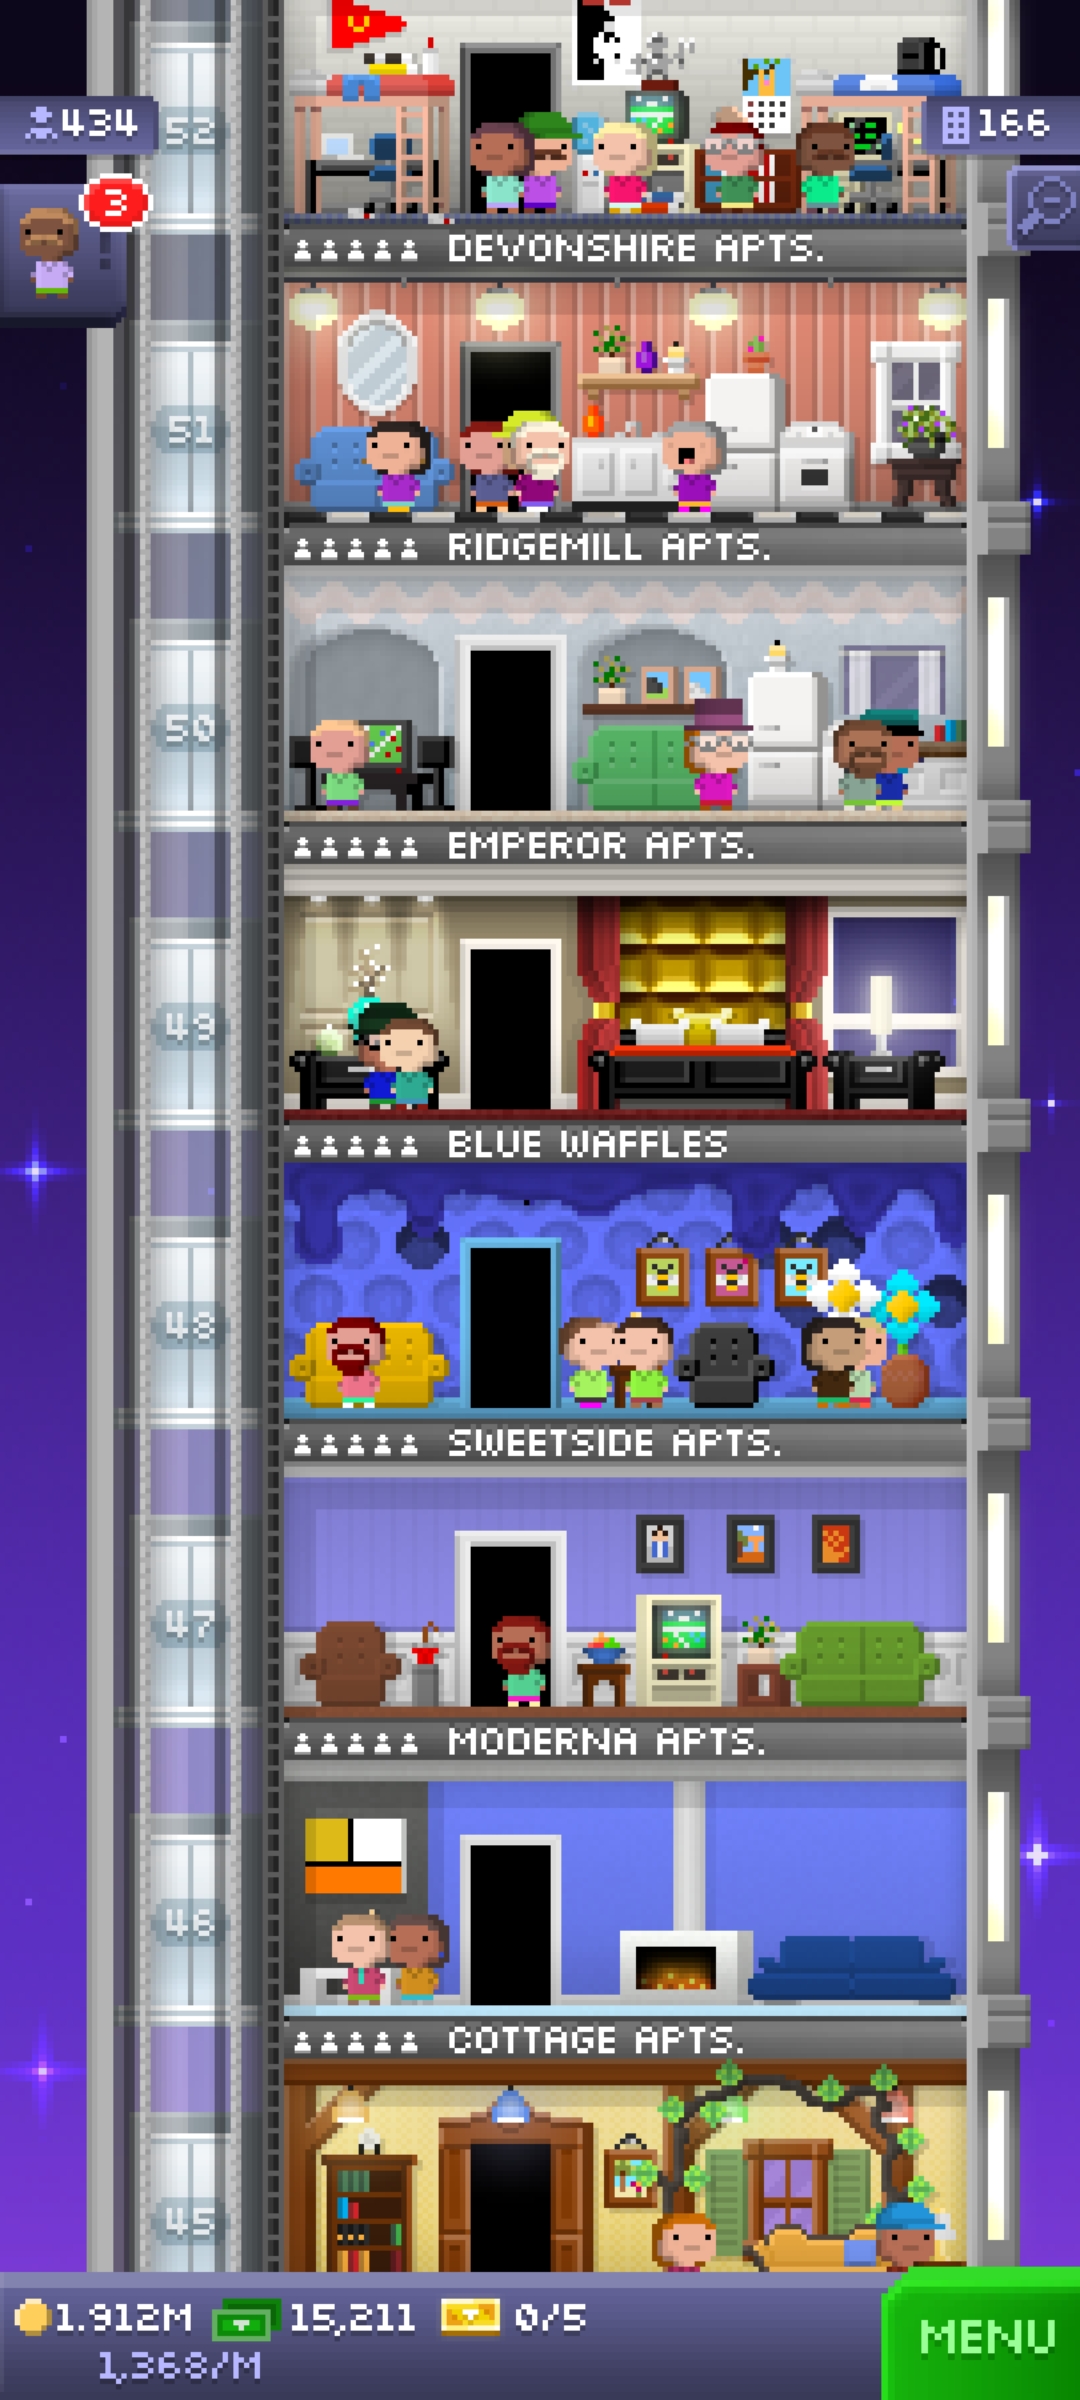 434
52
166
3
DEVONSHIRE APTS.
51
RIDGEMILL APTS.
50
EMPEROR APTS.
49
BLUE WAFFLES
48
SWEETSIDE APTS.
47
MODERNA APTS.
46
COTTAGE APTS.
45
1.912M 15,211 0/5
MENU
1,368/M